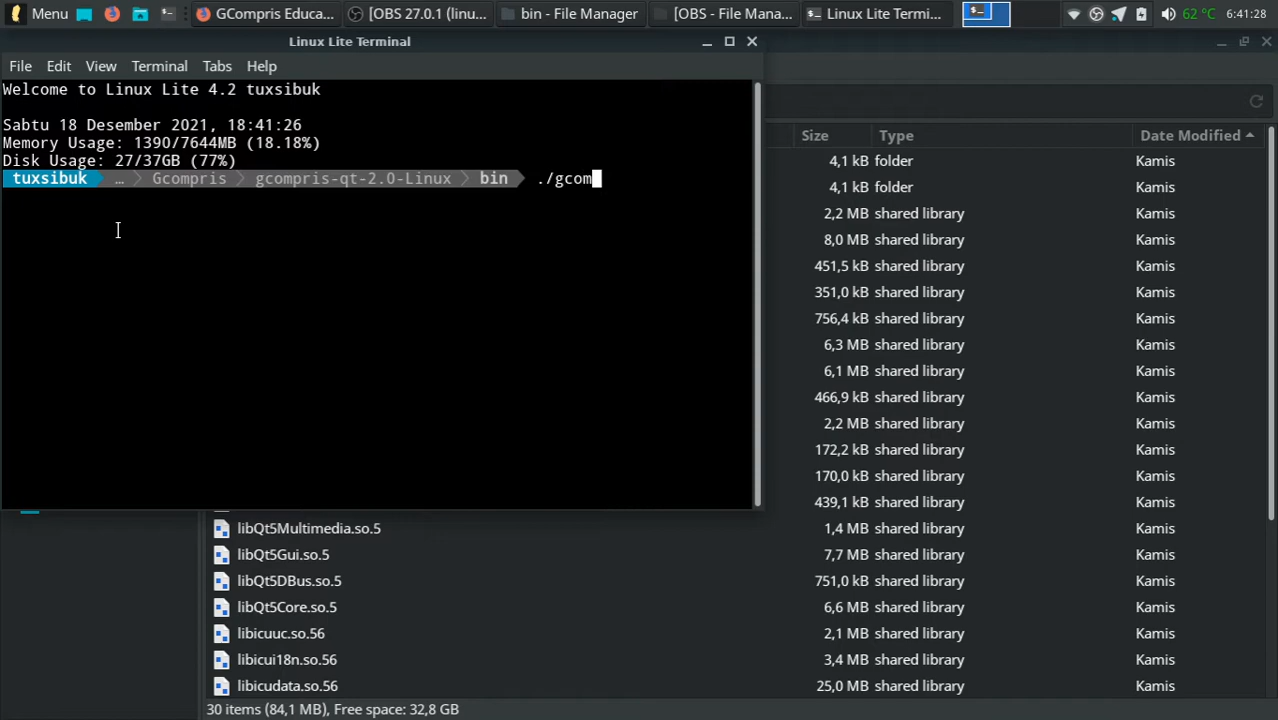 Menu GCompris Educa... [OBS 27.0.1 (linu... bin - File Manager [OBS - File Mana... Linux Lite Termi... 62 °C 6:41:28
Linux Lite Terminal
File Edit View Terminal Tabs Help
Welcome to Linux Lite 4.2 tuxsibuk
Sabtu 18 Desember 2021, 18:41:26
Memory Usage: 1390/7644MB (18.18%)
Disk Usage: 27/37GB (77%)
tuxsibuk … Gcompris gcompris-qt-2.0-Linux bin ./gcom
Size Type Date Modified
4,1 kB folder Kamis
4,1 kB folder Kamis
2,2 MB shared library Kamis
8,0 MB shared library Kamis
451,5 kB shared library Kamis
351,0 kB shared library Kamis
756,4 kB shared library Kamis
6,3 MB shared library Kamis
6,1 MB shared library Kamis
466,9 kB shared library Kamis
2,2 MB shared library Kamis
172,2 kB shared library Kamis
170,0 kB shared library Kamis
439,1 kB shared library Kamis
libQt5Multimedia.so.5 1,4 MB shared library Kamis
libQt5Gui.so.5 7,7 MB shared library Kamis
libQt5DBus.so.5 751,0 kB shared library Kamis
libQt5Core.so.5 6,6 MB shared library Kamis
libicuuc.so.56 2,1 MB shared library Kamis
libicui18n.so.56 3,4 MB shared library Kamis
libicudata.so.56 25,0 MB shared library Kamis
30 items (84,1 MB), Free space: 32,8 GB